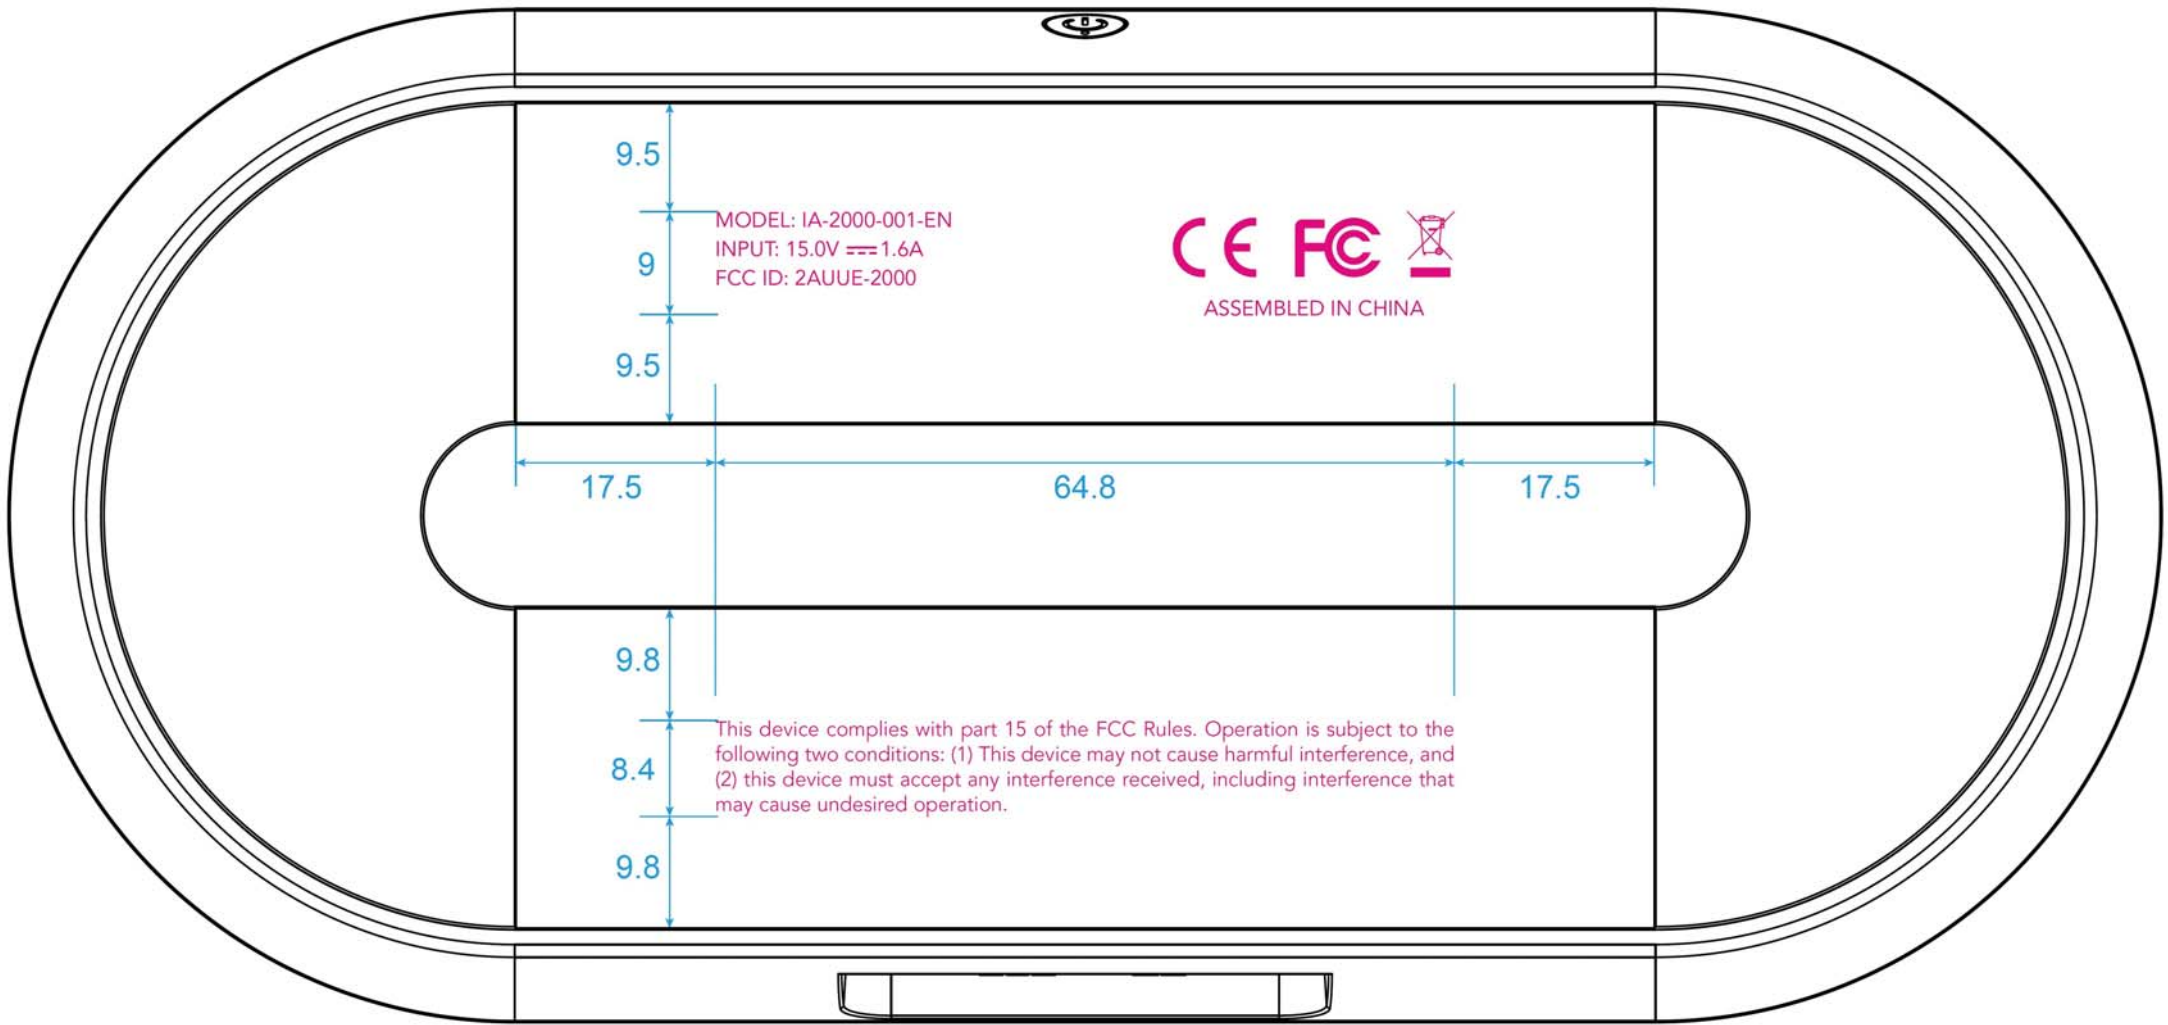 9.5
MODEL: IA-2000-001-EN
INPUT: 15.0V ⎓ 1.6A
FCC ID: 2AUUE-2000
9
CE FC
ASSEMBLED IN CHINA
9.5
17.5 64.8 17.5
9.8
This device complies with part 15 of the FCC Rules. Operation is subject to the
following two conditions: (1) This device may not cause harmful interference, and
(2) this device must accept any interference received, including interference that
may cause undesired operation.
8.4
9.8